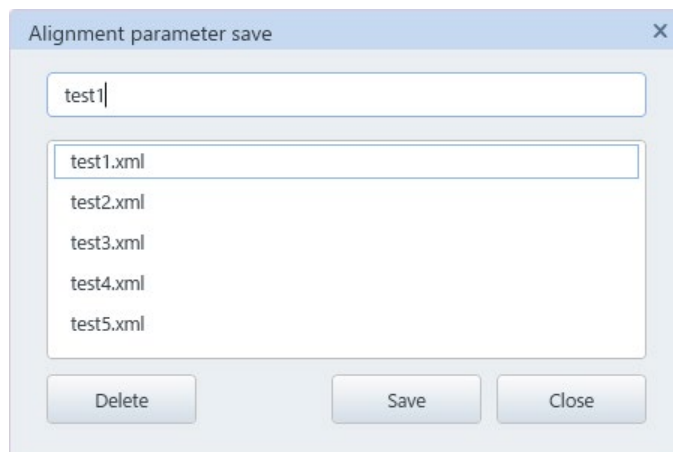 Alignment parameter save
test1
test1.xml
test2.xml
test3.xml
test4.xml
test5.xml
Delete Save Close